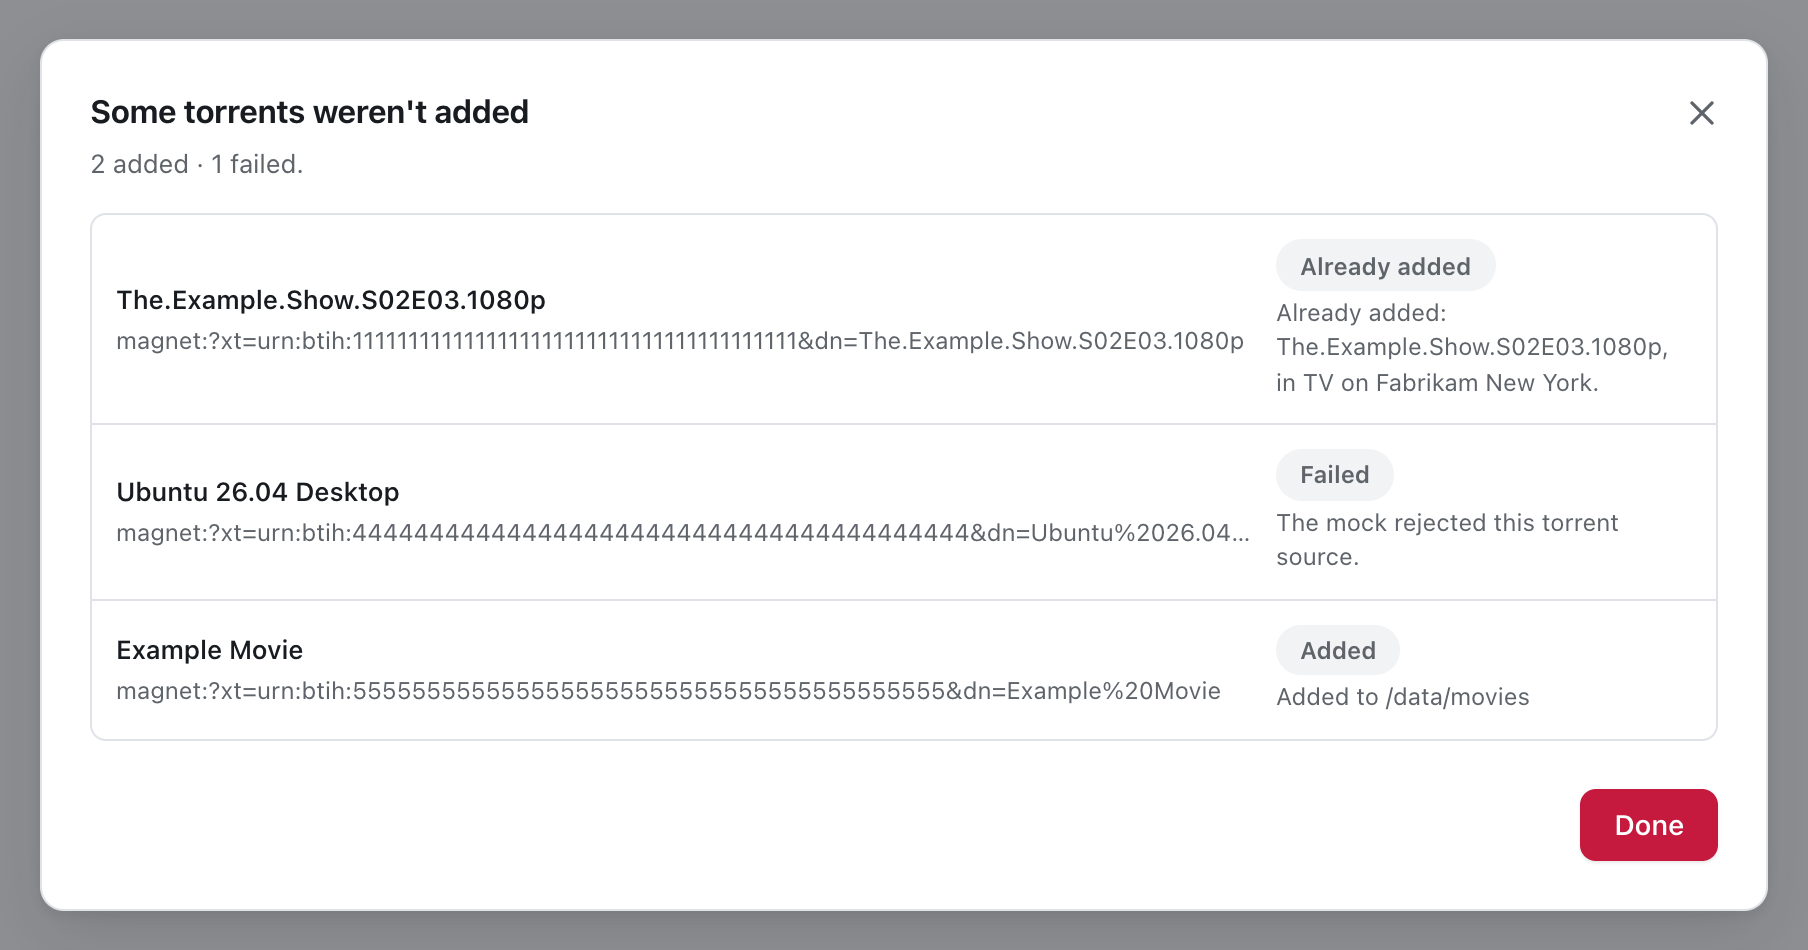 Some torrents weren't added
2 added · 1 failed.
The.Example.Show.S02E03.1080p
magnet:?xt=urn:btih:1111111111111111111111111111111111111111&dn=The.Example.Show.S02E03.1080p
Already added
Already added:
The.Example.Show.S02E03.1080p,
in TV on Fabrikam New York.
Ubuntu 26.04 Desktop
magnet:?xt=urn:btih:4444444444444444444444444444444444444444&dn=Ubuntu%2026.04...
Failed
The mock rejected this torrent
source.
Example Movie
magnet:?xt=urn:btih:5555555555555555555555555555555555555555&dn=Example%20Movie
Added
Added to /data/movies
Done